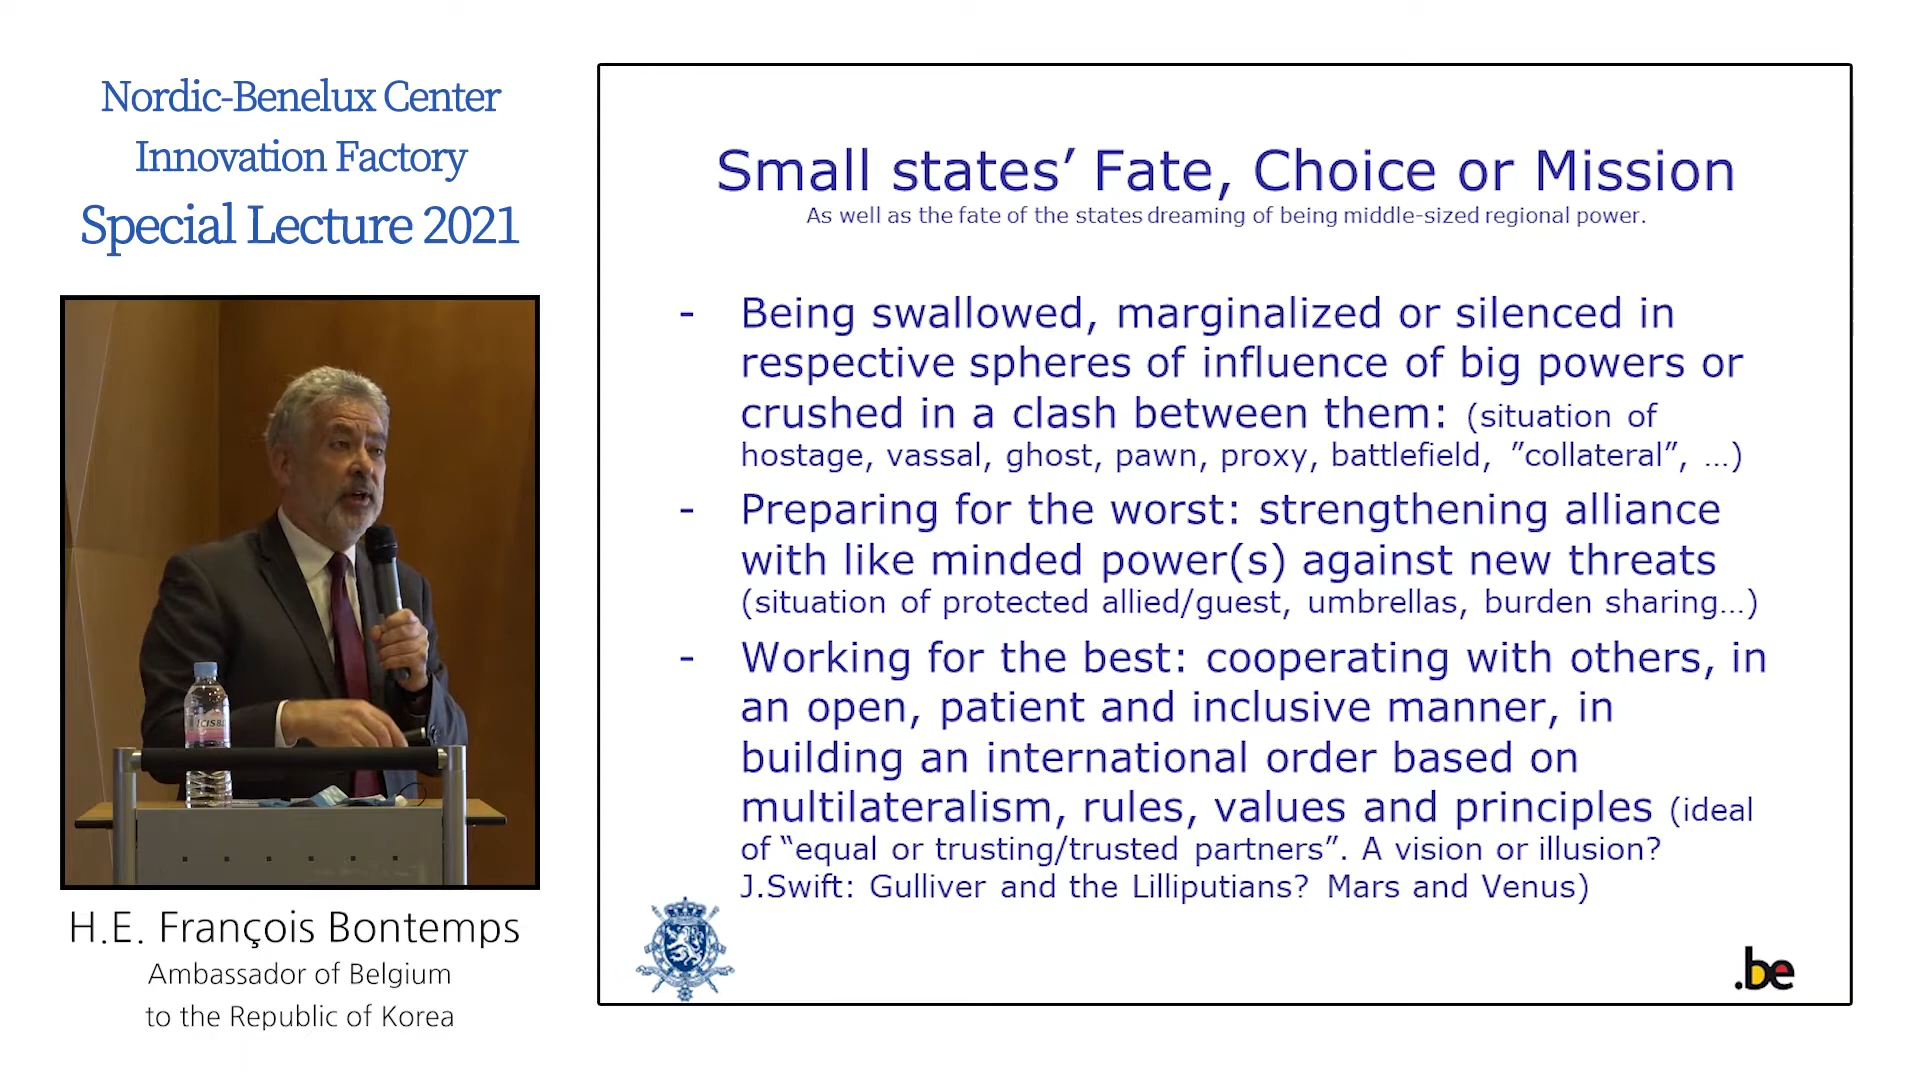 Nordic-Benelux Center
Innovation Factory
Special Lecture 2021
H.E. François Bontemps
Ambassador of Belgium
to the Republic of Korea
Small states’ Fate, Choice or Mission
As well as the fate of the states dreaming of being middle-sized regional power.
- Being swallowed, marginalized or silenced in
respective spheres of influence of big powers or
crushed in a clash between them: (situation of
hostage, vassal, ghost, pawn, proxy, battlefield, ”collateral”, …)
- Preparing for the worst: strengthening alliance
with like minded power(s) against new threats
(situation of protected allied/guest, umbrellas, burden sharing…)
- Working for the best: cooperating with others, in
an open, patient and inclusive manner, in
building an international order based on
multilateralism, rules, values and principles (ideal
of “equal or trusting/trusted partners”. A vision or illusion?
J.Swift: Gulliver and the Lilliputians? Mars and Venus)
.be